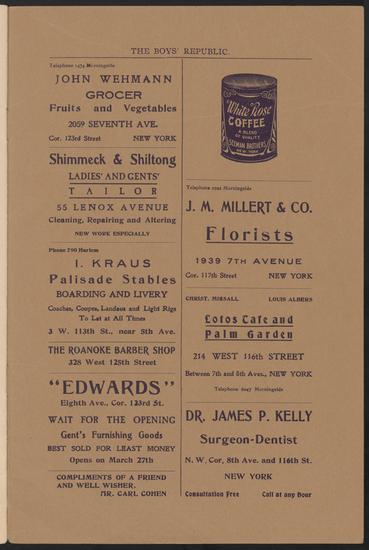 THE BOYS' REPUBLIC.
Telephone 1474 Morningside
JOHN WEHMANN
GROCER
Fruits and Vegetables
2059 SEVENTH AVE.
Cor. 123rd Street NEW YORK
Shimmeck & Shiltong
LADIES' AND GENTS'
TAILOR
55 LENOX AVENUE
Cleaning, Repairing and Altering
NEW WORK ESPECIALLY
Phone 790 Harlem
I. KRAUS
Palisade Stables
BOARDING AND LIVERY
Coaches, Coupes, Landaus and Light Rigs
To Let at All Times
3 W. 113th St., near 5th Ave.
THE ROANOKE BARBER SHOP
328 West 125th Street
"EDWARDS"
Eighth Ave., Cor. 123rd St.
WAIT FOR THE OPENING
Gent's Furnishing Goods
BEST SOLD FOR LEAST MONEY
Opens on March 27th
COMPLIMENTS OF A FRIEND
AND WELL WISHER,
MR. CARL COHEN
White Rose
COFFEE
A BLEND
OF QUALITY
SEEMAN BROTHERS
NEW YORK
Telephone Morningside
J. M. MILLERT & CO.
Florists
1939 7TH AVENUE
Cor. 117th Street NEW YORK
CHRIST. MIRSALL LOUIS ALBERS
Lotos Cafe and
Palm Garden
214 WEST 116th STREET
Between 7th and 8th Aves., NEW YORK
Telephone Morningside
DR. JAMES P. KELLY
Surgeon-Dentist
N. W. Cor, 8th Ave. and 116th St.
NEW YORK
Consultation Free Call at any Hour